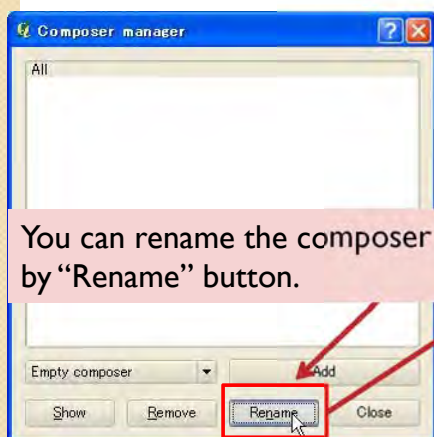 Composer manager
All
You can rename the composer
by “Rename” button.
Empty composer
Add
Show
Remove
Rename
Close